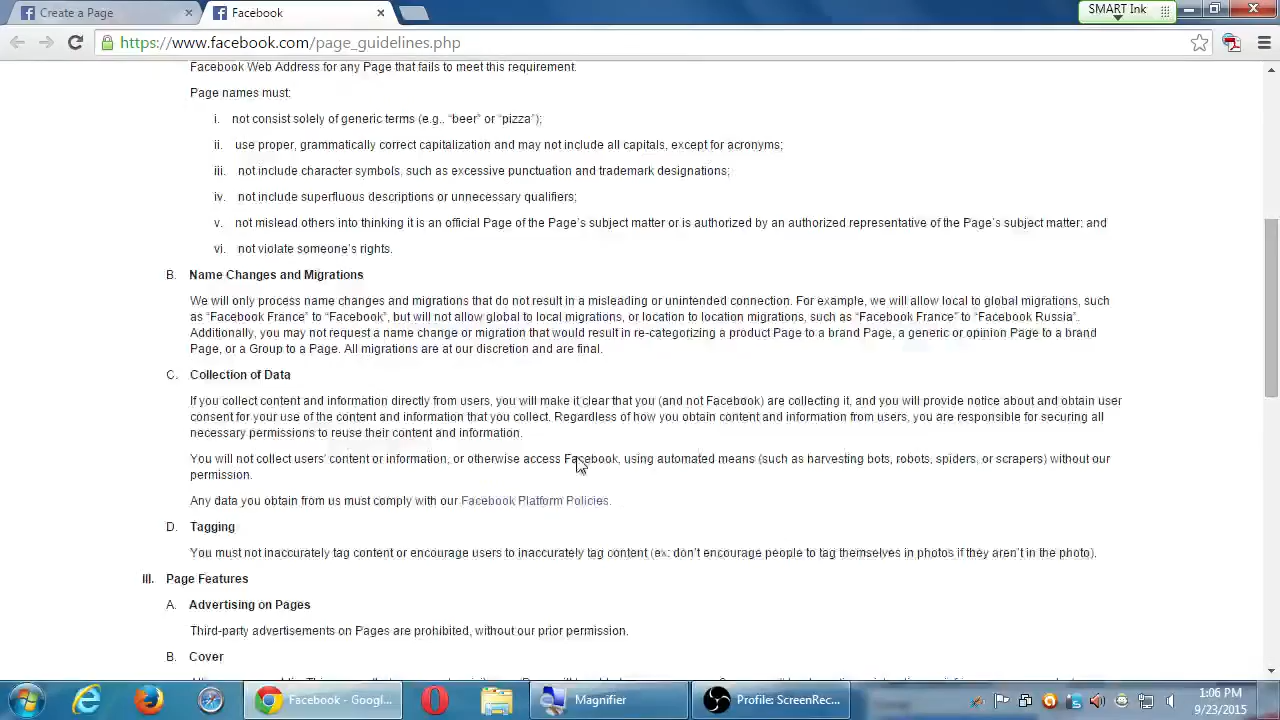 Create a Page
Facebook
SMART Ink
https://www.facebook.com/page_guidelines.php
Facebook Web Address for any Page that fails to meet this requirement.
Page names must:
i. not consist solely of generic terms (e.g.. “beer” or “pizza”);
ii. use proper, grammatically correct capitalization and may not include all capitals, except for acronyms;
iii. not include character symbols, such as excessive punctuation and trademark designations;
iv. not include superfluous descriptions or unnecessary qualifiers;
v. not mislead others into thinking it is an official Page of the Page’s subject matter or is authorized by an authorized representative of the Page’s subject matter; and
vi. not violate someone’s rights.
B. Name Changes and Migrations
We will only process name changes and migrations that do not result in a misleading or unintended connection. For example, we will allow local to global migrations, such
as “Facebook France” to “Facebook”, but will not allow global to local migrations, or location to location migrations, such as “Facebook France” to “Facebook Russia”.
Additionally, you may not request a name change or migration that would result in re-categorizing a product Page to a brand Page, a generic or opinion Page to a brand
Page, or a Group to a Page. All migrations are at our discretion and are final.
C. Collection of Data
If you collect content and information directly from users, you will make it clear that you (and not Facebook) are collecting it, and you will provide notice about and obtain user
consent for your use of the content and information that you collect. Regardless of how you obtain content and information from users, you are responsible for securing all
necessary permissions to reuse their content and information.
You will not collect users’ content or information, or otherwise access Facebook, using automated means (such as harvesting bots, robots, spiders, or scrapers) without our
permission.
Any data you obtain from us must comply with our Facebook Platform Policies.
D. Tagging
You must not inaccurately tag content or encourage users to inaccurately tag content (ex: don’t encourage people to tag themselves in photos if they aren’t in the photo).
III. Page Features
A. Advertising on Pages
Third-party advertisements on Pages are prohibited, without our prior permission.
B. Cover
Facebook - Googl...
Magnifier
Profile: ScreenRec...
1:06 PM
9/23/2015